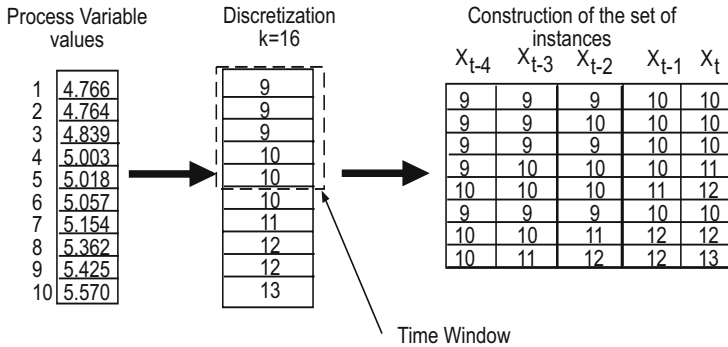 Process Variable
values
1 4.766
2 4.764
3 4.839
4 5.003
5 5.018
6 5.057
7 5.154
8 5.362
9 5.425
10 5.570
Discretization
k=16
9
9
9
10
10
10
11
12
12
13
Time Window
Construction of the set of
instances
X_{t-4} X_{t-3} X_{t-2} X_{t-1} X_t
9 9 9 10 10
9 9 10 10 10
9 9 9 10 10
9 10 10 10 11
10 10 10 11 12
9 9 9 10 10
10 10 11 12 12
10 11 12 12 13